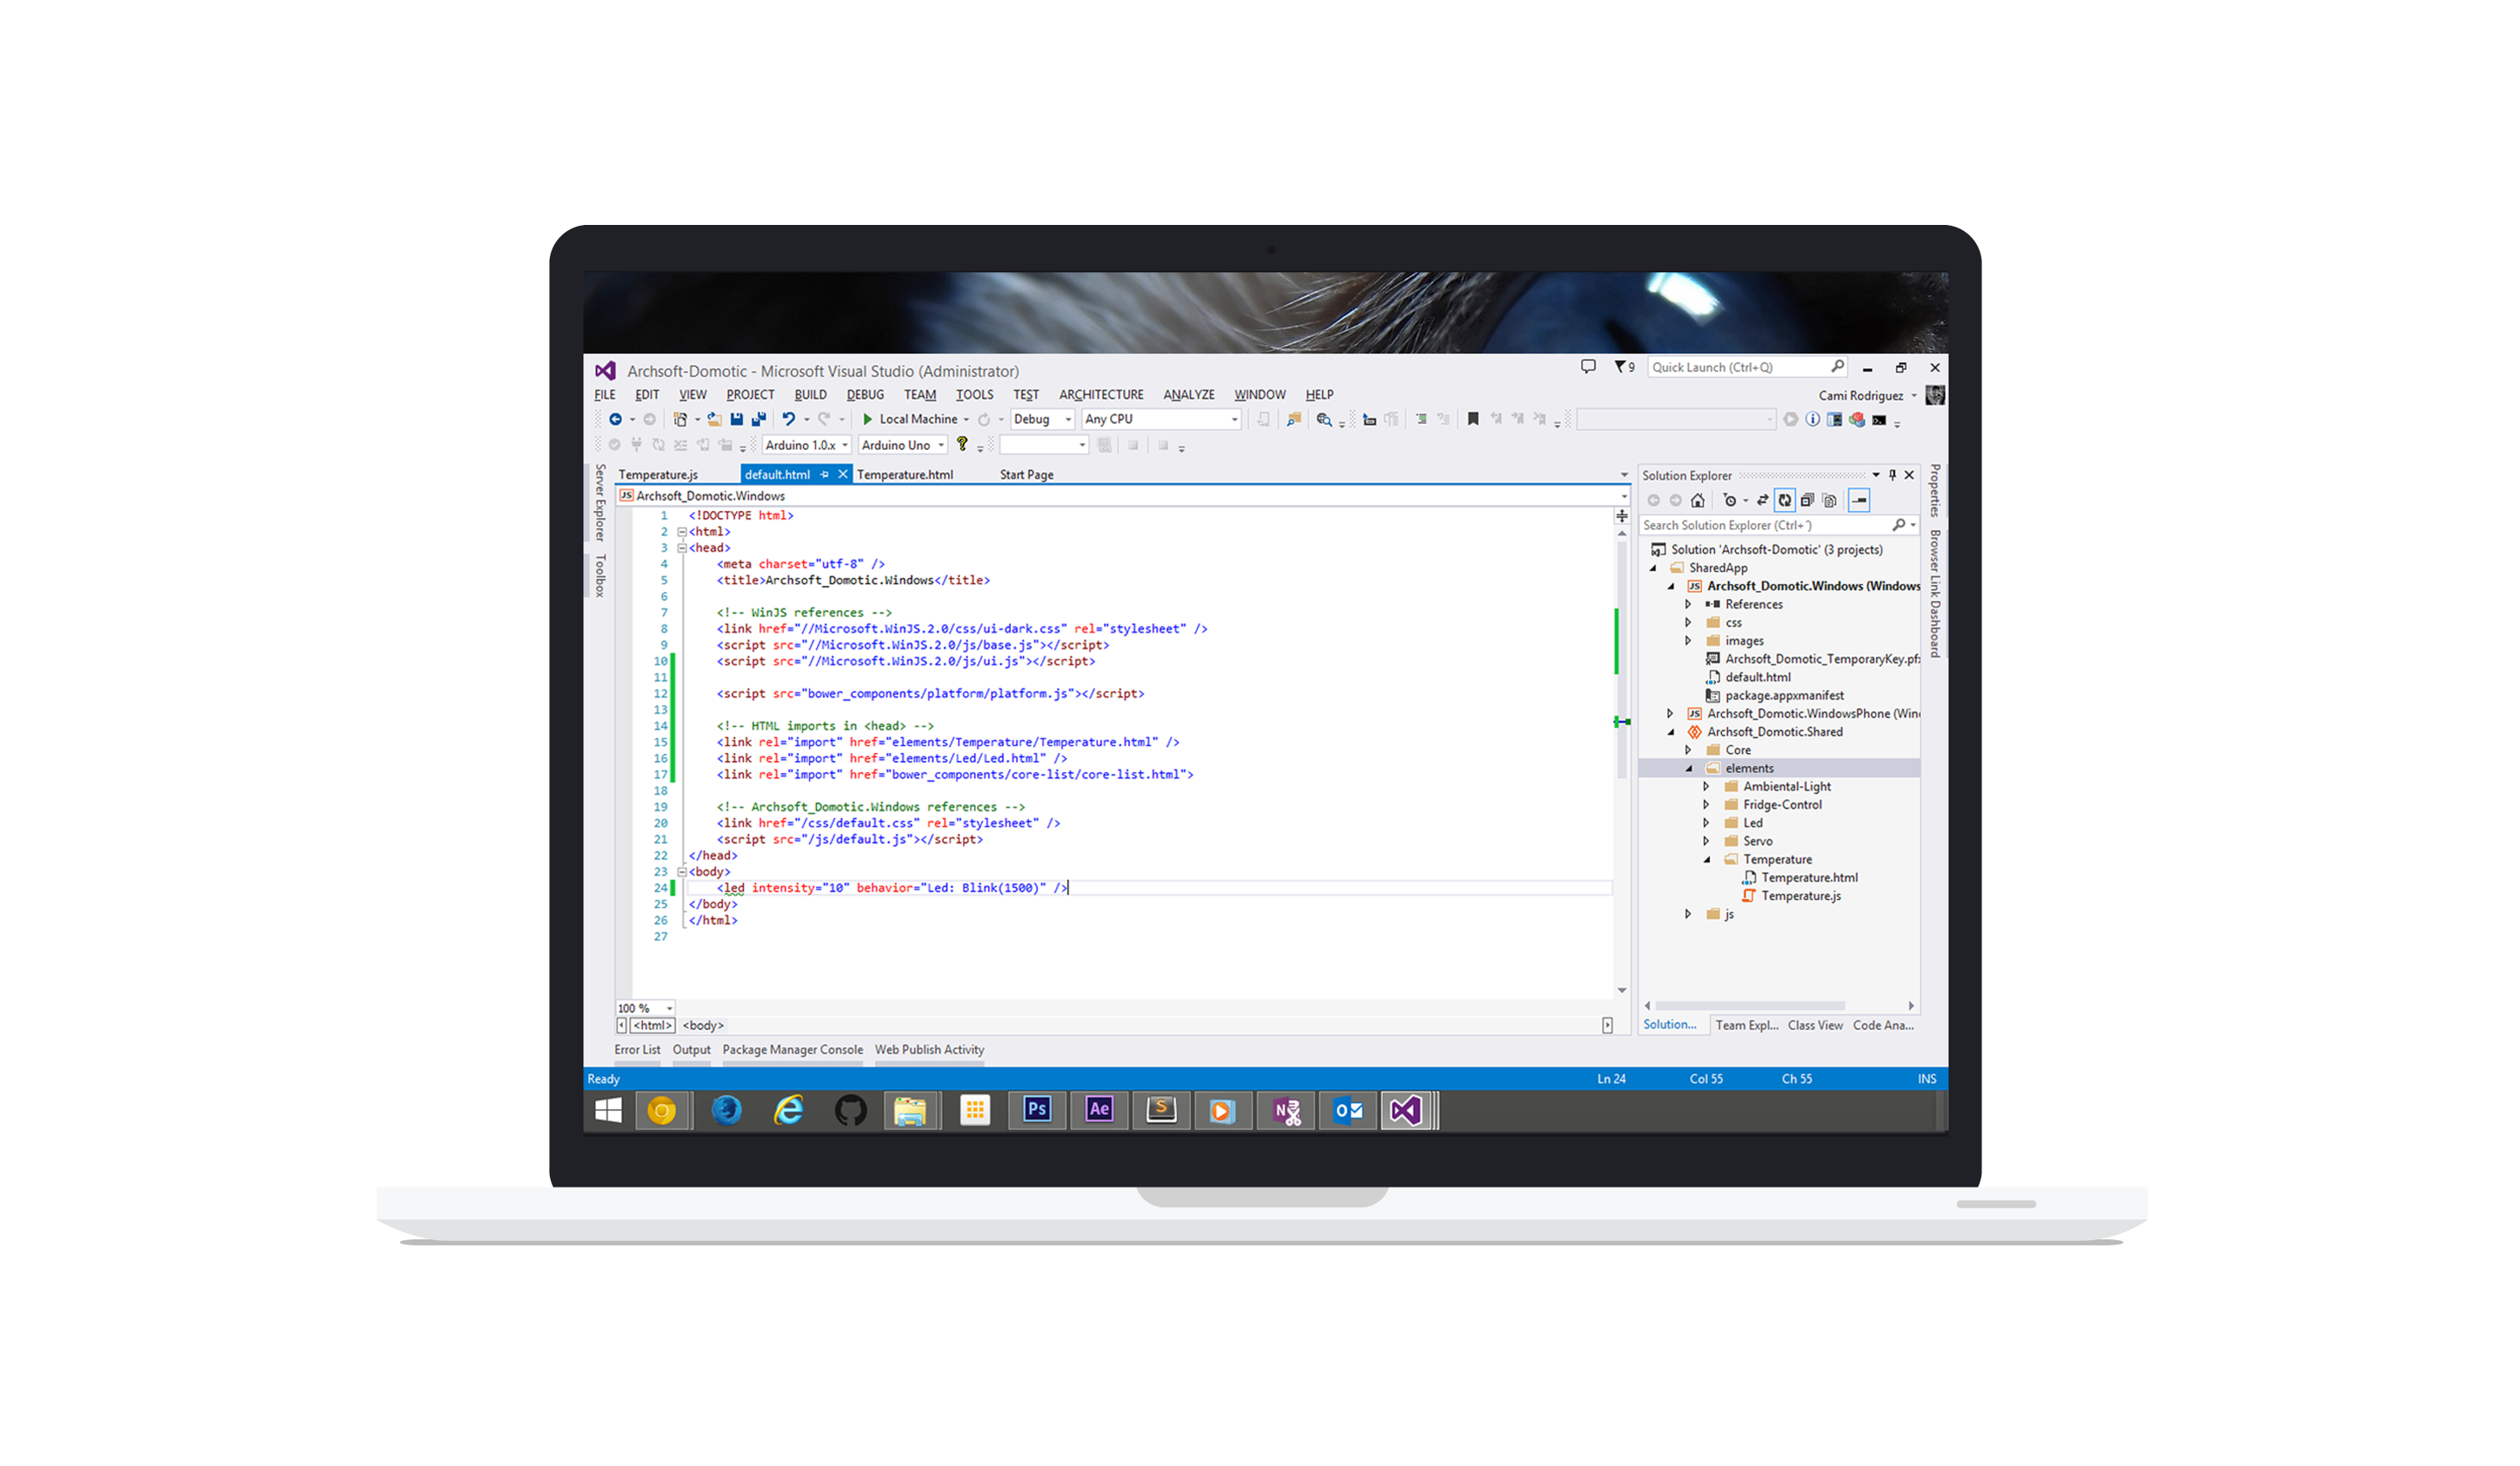 Archsoft-Domotic - Microsoft Visual Studio (Administrator)
9
Quick Launch (Ctrl+Q)
FILE EDIT VIEW PROJECT BUILD DEBUG TEAM TOOLS TEST ARCHITECTURE ANALYZE WINDOW HELP
Cami Rodriguez
Local Machine Debug Any CPU
Arduino 1.0.x Arduino Uno
Server Explorer
Toolbox
Temperature.js default.html Temperature.html Start Page
JS Archsoft_Domotic.Windows
1 <!DOCTYPE html>
2 <html>
3 <head>
4 <meta charset="utf-8" />
5 <title>Archsoft_Domotic.Windows</title>
6
7 <!-- WinJS references -->
8 <link href="//Microsoft.WinJS.2.0/css/ui-dark.css" rel="stylesheet" />
9 <script src="//Microsoft.WinJS.2.0/js/base.js"></script>
10 <script src="//Microsoft.WinJS.2.0/js/ui.js"></script>
11
12 <script src="bower_components/platform/platform.js"></script>
13
14 <!-- HTML imports in <head> -->
15 <link rel="import" href="elements/Temperature/Temperature.html" />
16 <link rel="import" href="elements/Led/Led.html" />
17 <link rel="import" href="bower_components/core-list/core-list.html">
18
19 <!-- Archsoft_Domotic.Windows references -->
20 <link href="/css/default.css" rel="stylesheet" />
21 <script src="/js/default.js"></script>
22 </head>
23 <body>
24 <led intensity="10" behavior="Led: Blink(1500)" />
25 </body>
26 </html>
27
100 %
<html> <body>
Error List Output Package Manager Console Web Publish Activity
Solution Explorer
Search Solution Explorer (Ctrl+´)
Solution 'Archsoft-Domotic' (3 projects)
SharedApp
JS Archsoft_Domotic.Windows (Windows
References
css
images
Archsoft_Domotic_TemporaryKey.pf
default.html
package.appxmanifest
JS Archsoft_Domotic.WindowsPhone (Win
Archsoft_Domotic.Shared
Core
elements
Ambiental-Light
Fridge-Control
Led
Servo
Temperature
Temperature.html
Temperature.js
js
Solution... Team Expl... Class View Code Ana...
Properties
Browser Link Dashboard
Ready Ln 24 Col 55 Ch 55 INS
Ps Ae S N